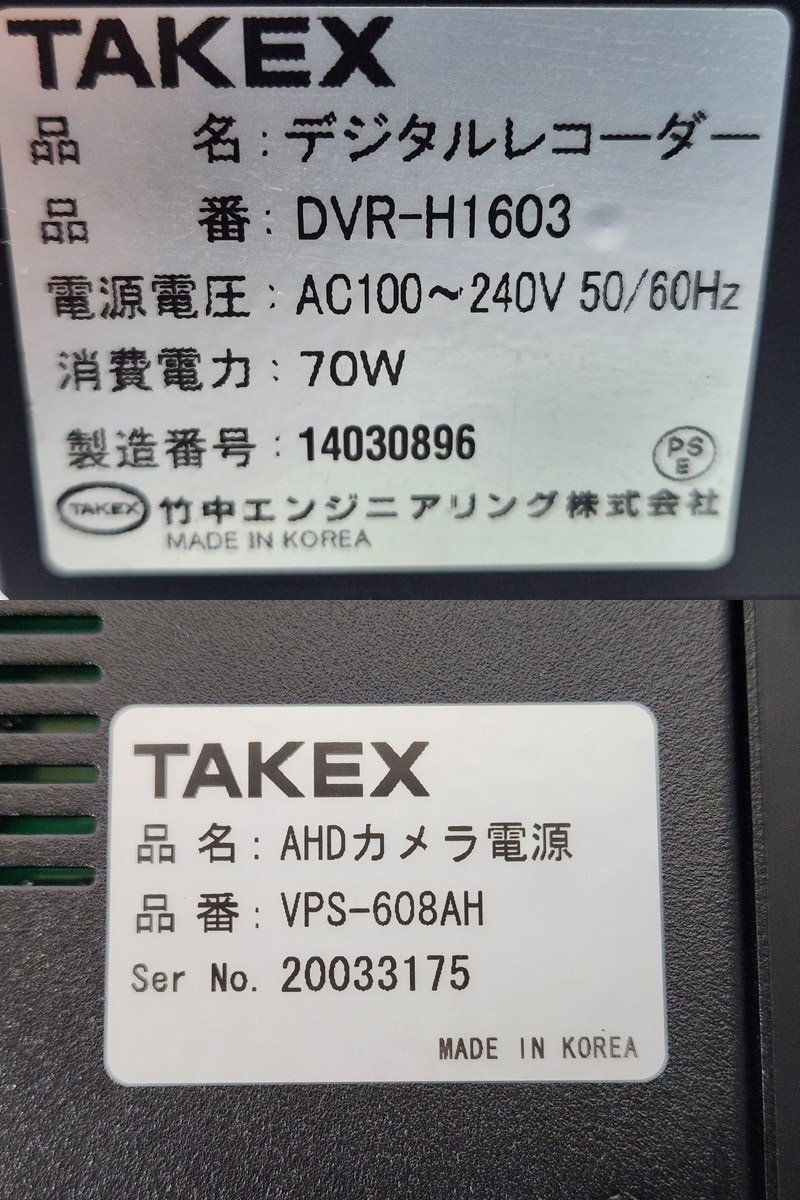 TAKEX
品 名：デジタルレコーダー
品 番：DVR-H1603
電源電圧：AC100～240V 50/60Hz
消費電力：70W
製造番号：14030896
PSE
TAKEX 竹中エンジニアリング株式会社
MADE IN KOREA
TAKEX
品 名：AHDカメラ電源
品 番：VPS-608AH
Ser No. 20033175
MADE IN KOREA